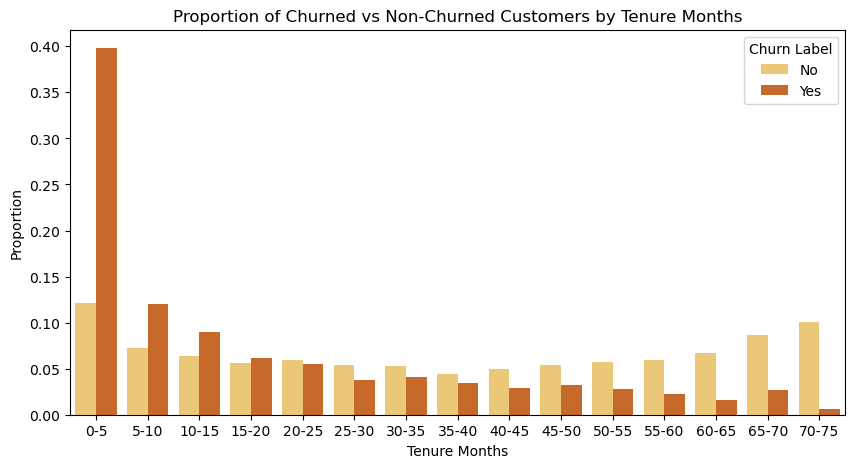 Proportion of Churned vs Non-Churned Customers by Tenure Months
Churn Label
No
Yes
Proportion
0.40
0.35
0.30
0.25
0.20
0.15
0.10
0.05
0.00
0-5 5-10 10-15 15-20 20-25 25-30 30-35 35-40 40-45 45-50 50-55 55-60 60-65 65-70 70-75
Tenure Months